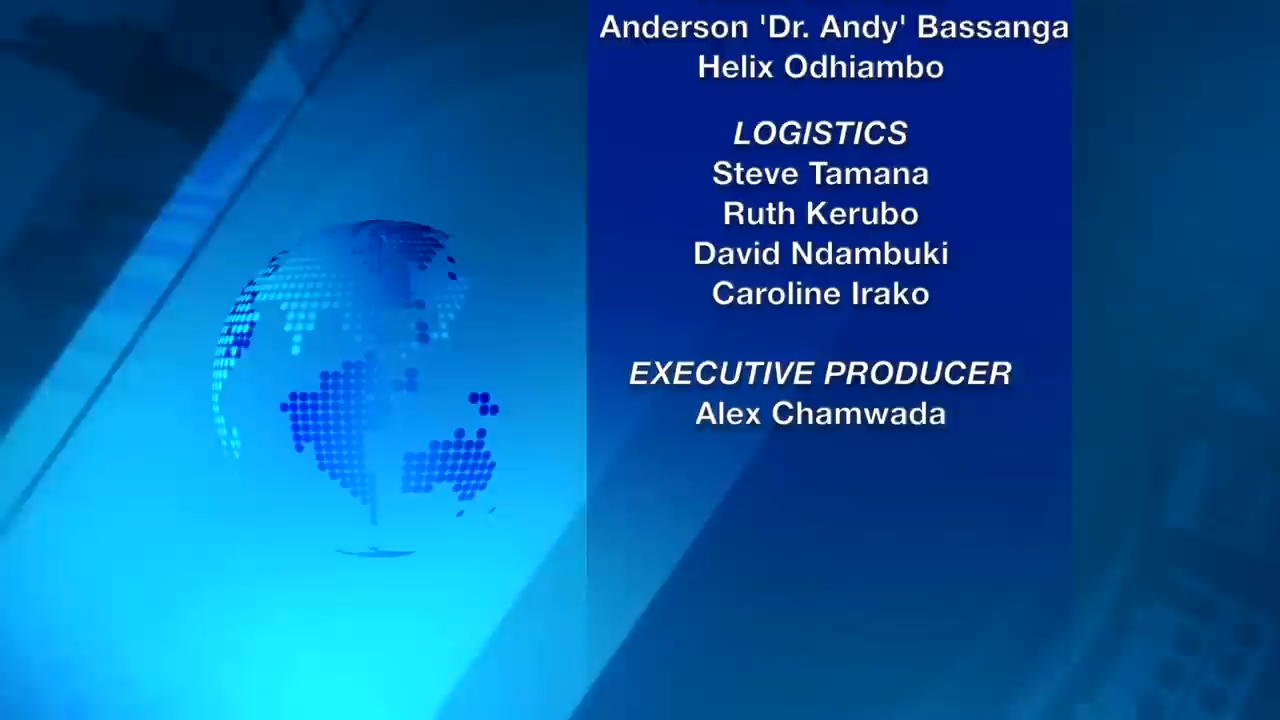 Anderson 'Dr. Andy' Bassanga
Helix Odhiambo
LOGISTICS
Steve Tamana
Ruth Kerubo
David Ndambuki
Caroline Irako
EXECUTIVE PRODUCER
Alex Chamwada